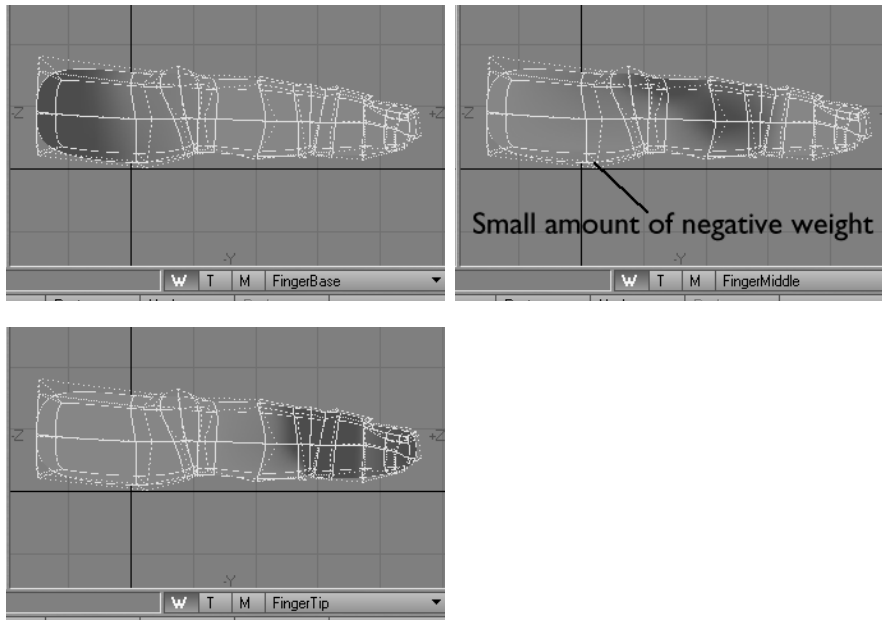 -Z
+Z
-Y
W T M FingerBase
-Z
Small amount of negative weight
-Y
W T M FingerMiddle
-Z
+Z
-Y
W T M FingerTip